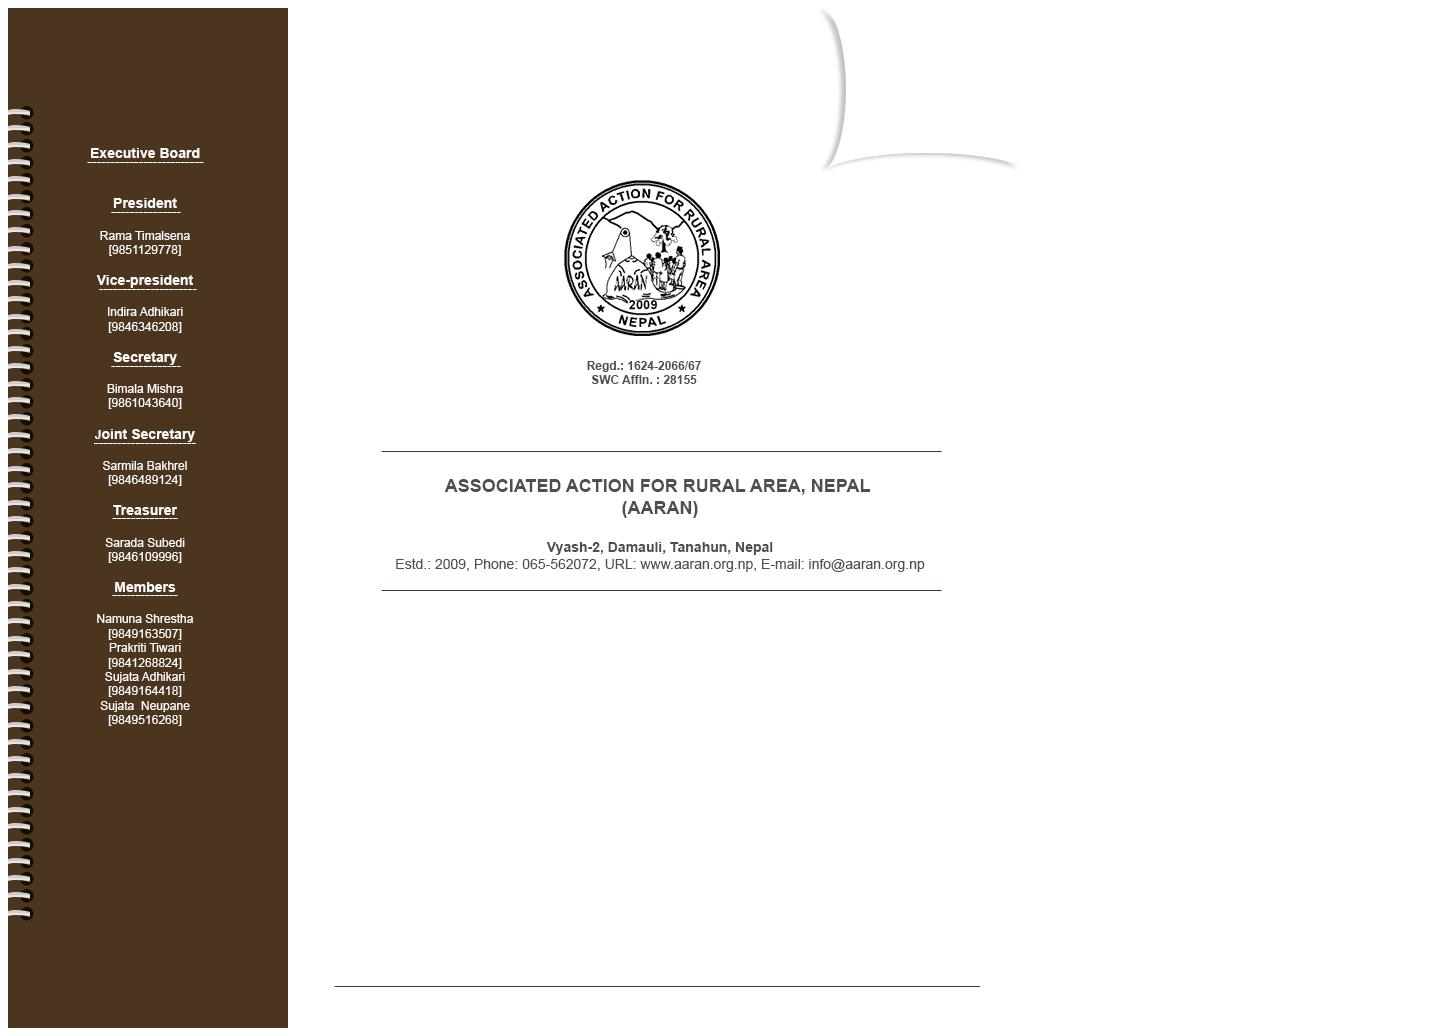 Executive Board
President
Rama Timalsena
[9851129778]
Vice-president
Indira Adhikari
[9846346208]
Secretary
Bimala Mishra
[9861043640]
Joint Secretary
Sarmila Bakhrel
[9846489124]
Treasurer
Sarada Subedi
[9846109996]
Members
Namuna Shrestha
[9849163507]
Prakriti Tiwari
[9841268824]
Sujata Adhikari
[9849164418]
Sujata Neupane
[9849516268]
ASSOCIATED ACTION FOR RURAL AREA
AARAN
2009
NEPAL
Regd.: 1624-2066/67
SWC Affln. : 28155
ASSOCIATED ACTION FOR RURAL AREA, NEPAL
(AARAN)
Vyash-2, Damauli, Tanahun, Nepal
Estd.: 2009, Phone: 065-562072, URL: www.aaran.org.np, E-mail: info@aaran.org.np